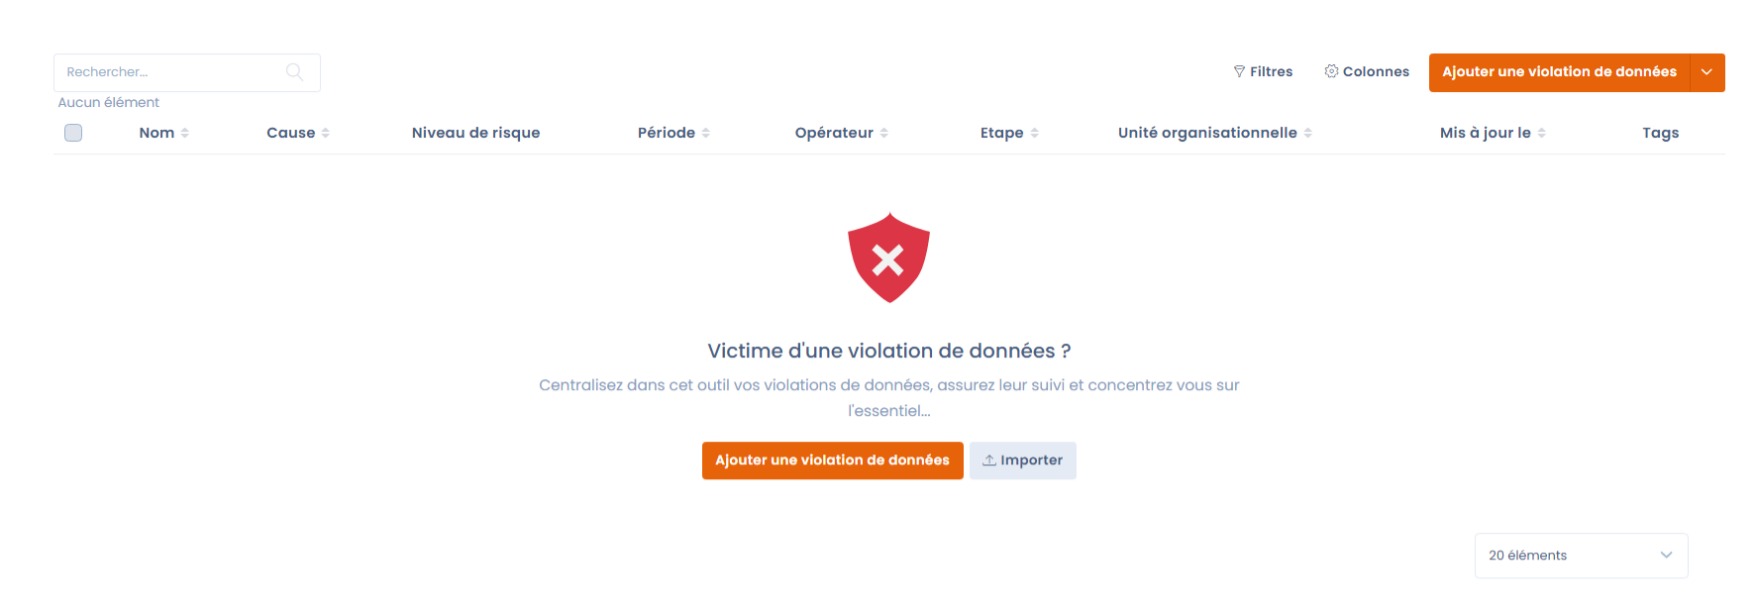 Rechercher...
Filtres
Colonnes
Ajouter une violation de données
Aucun élément
Nom Cause Niveau de risque Période Opérateur Etape Unité organisationnelle Mis à jour le Tags
Victime d'une violation de données ?
Centralisez dans cet outil vos violations de données, assurez leur suivi et concentrez vous sur
l'essentiel...
Ajouter une violation de données
Importer
20 éléments